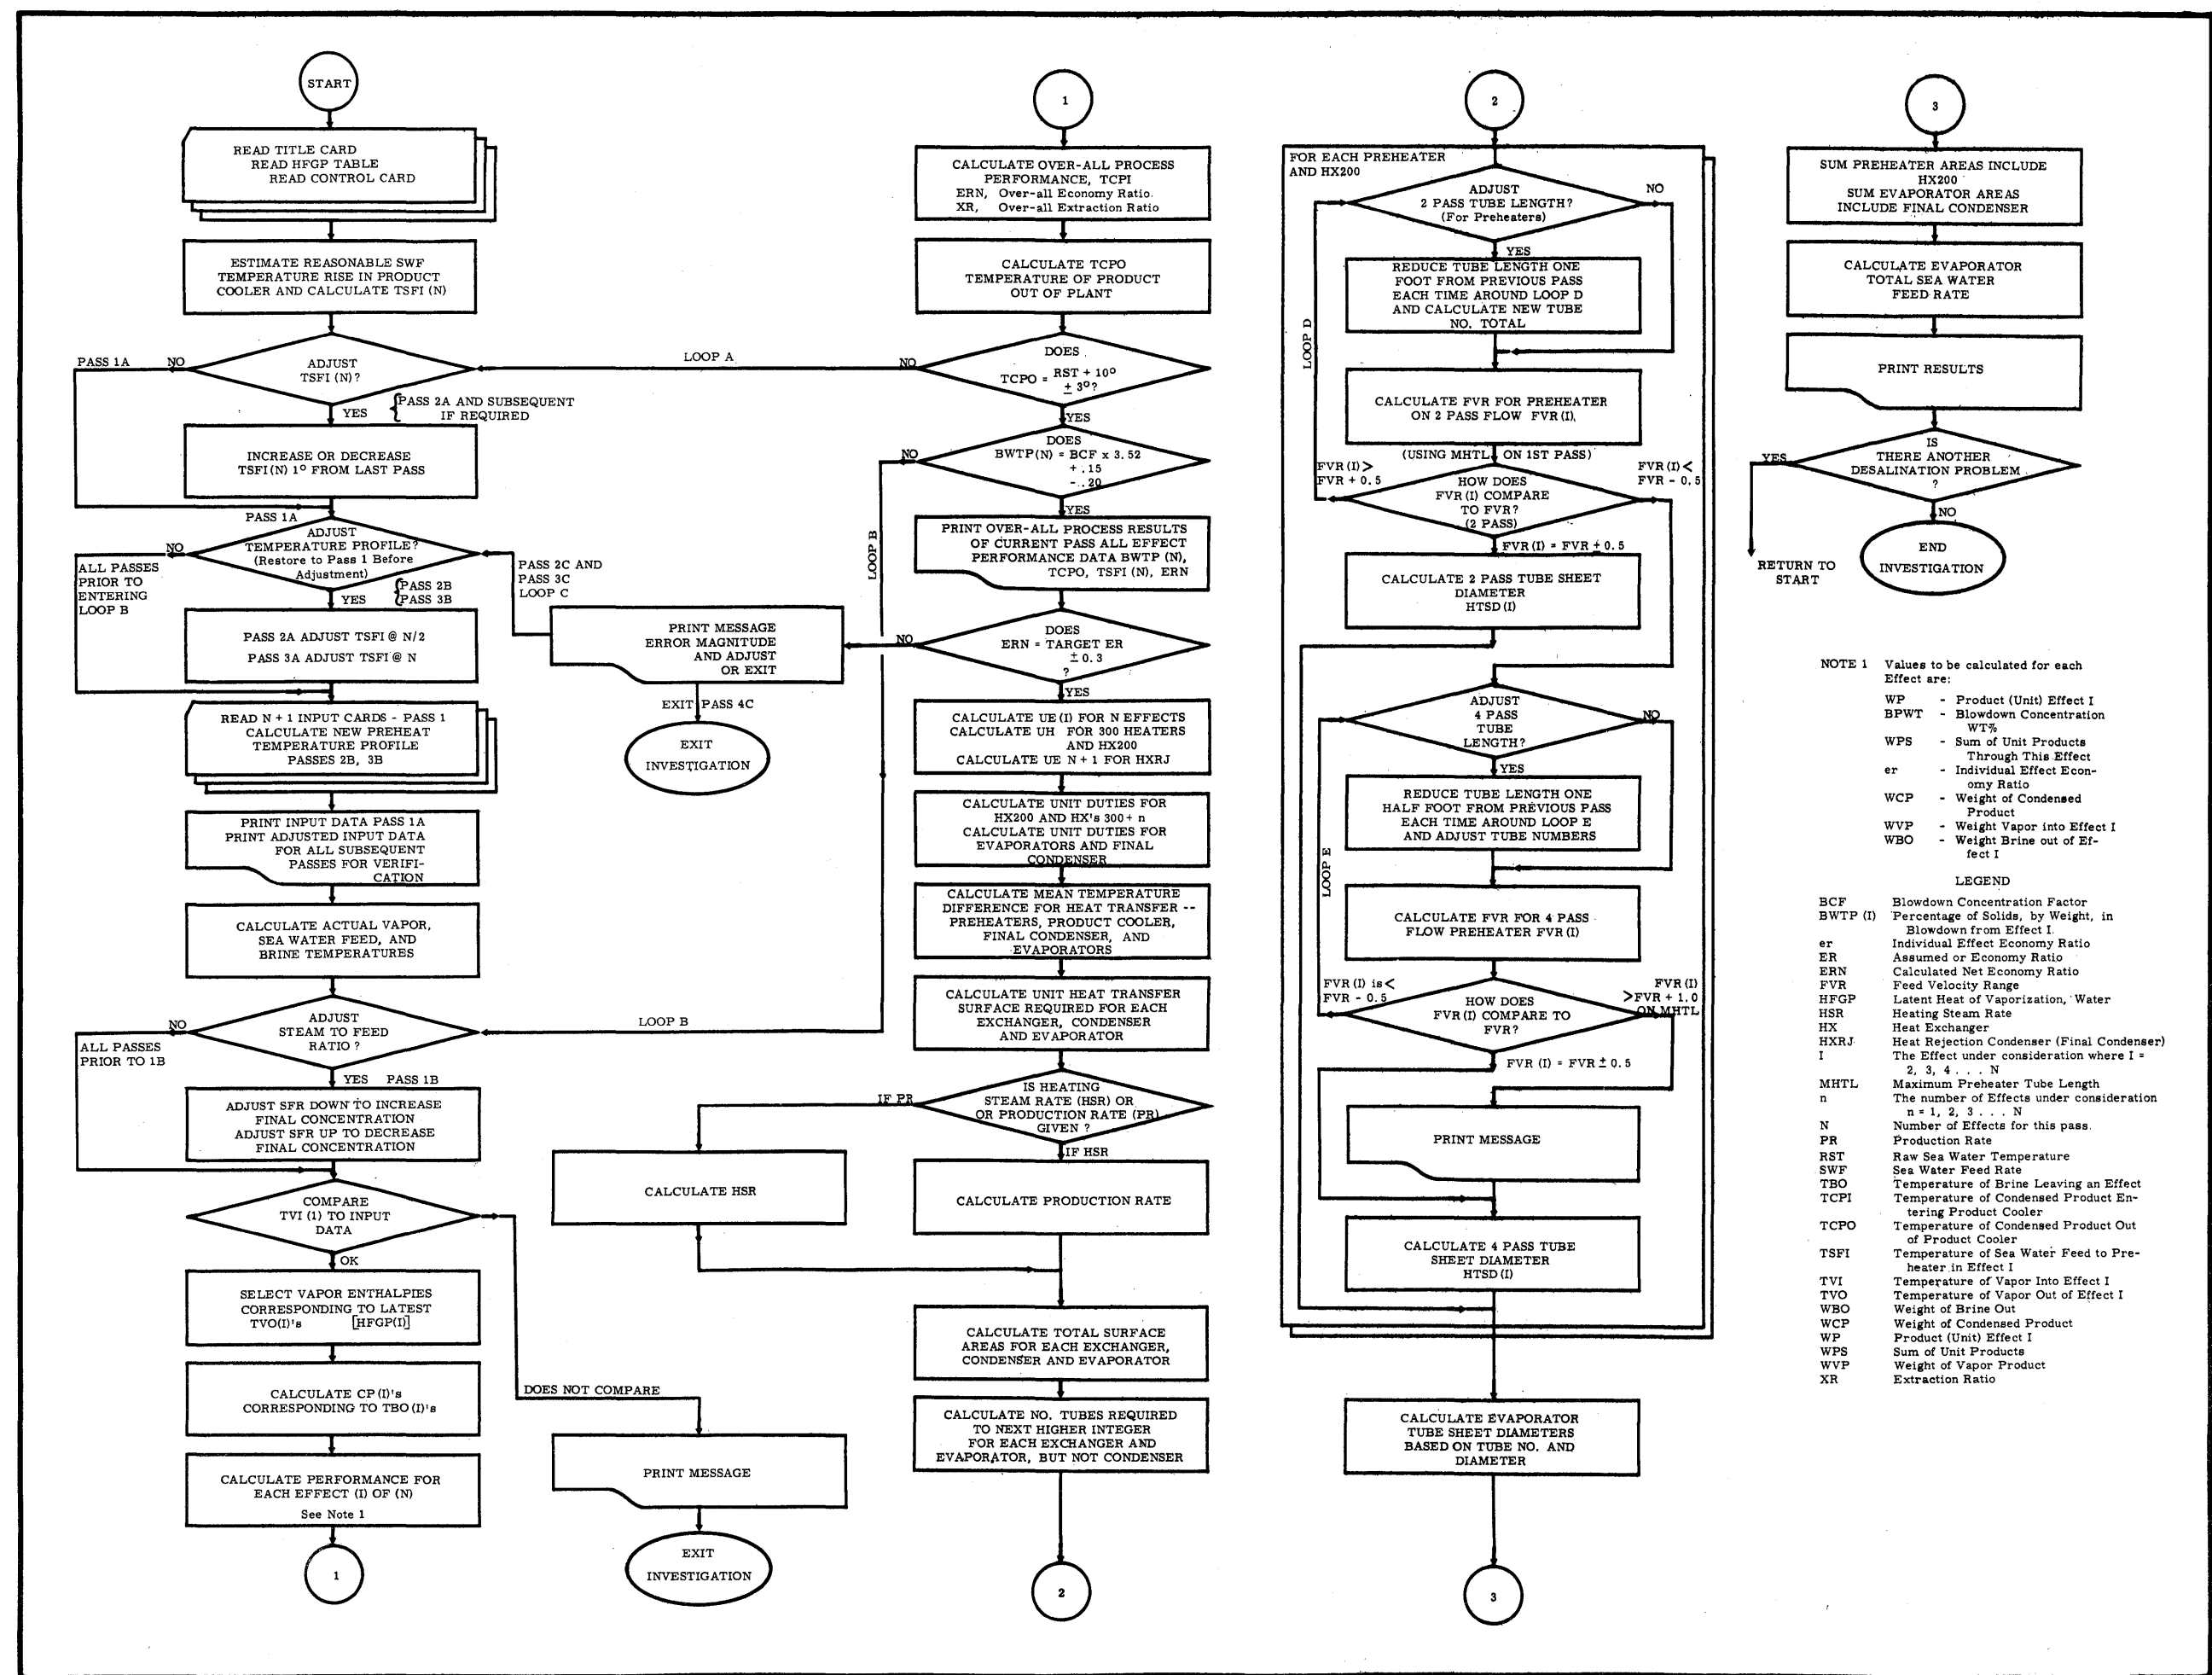 START
READ TITLE CARD
READ HFGP TABLE
READ CONTROL CARD
ESTIMATE REASONABLE SWF
TEMPERATURE RISE IN PRODUCT
COOLER AND CALCULATE TSFI (N)
PASS 1A
NO
ADJUST
TSFI (N)?
YES
PASS 2A AND SUBSEQUENT
IF REQUIRED
INCREASE OR DECREASE
TSFI(N) 1° FROM LAST PASS
PASS 1A
NO
ADJUST
TEMPERATURE PROFILE?
(Restore to Pass 1 Before
Adjustment)
ALL PASSES
PRIOR TO
ENTERING
LOOP B
YES
PASS 2B
PASS 3B
PASS 2A ADJUST TSFI @ N/2
PASS 3A ADJUST TSFI @ N
READ N + 1 INPUT CARDS - PASS 1
CALCULATE NEW PREHEAT
TEMPERATURE PROFILE
PASSES 2B, 3B
PRINT INPUT DATA PASS 1A
PRINT ADJUSTED INPUT DATA
FOR ALL SUBSEQUENT
PASSES FOR VERIFI-
CATION
CALCULATE ACTUAL VAPOR,
SEA WATER FEED, AND
BRINE TEMPERATURES
NO
ADJUST
STEAM TO FEED
RATIO ?
ALL PASSES
PRIOR TO 1B
YES PASS 1B
ADJUST SFR DOWN TO INCREASE
FINAL CONCENTRATION
ADJUST SFR UP TO DECREASE
FINAL CONCENTRATION
COMPARE
TVI (1) TO INPUT
DATA
OK
SELECT VAPOR ENTHALPIES
CORRESPONDING TO LATEST
TVO(I)'s [HFGP(I)]
CALCULATE CP (I)'s
CORRESPONDING TO TBO (I)'s
CALCULATE PERFORMANCE FOR
EACH EFFECT (I) OF (N)
See Note 1
1
LOOP A
PASS 2C AND
PASS 3C
LOOP C
PRINT MESSAGE
ERROR MAGNITUDE
AND ADJUST
OR EXIT
EXIT PASS 4C
EXIT
INVESTIGATION
LOOP B
IF PR
CALCULATE HSR
DOES NOT COMPARE
PRINT MESSAGE
EXIT
INVESTIGATION
1
CALCULATE OVER-ALL PROCESS
PERFORMANCE, TCPI
ERN, Over-all Economy Ratio.
XR, Over-all Extraction Ratio
CALCULATE TCPO
TEMPERATURE OF PRODUCT
OUT OF PLANT
NO
DOES
TCPO = RST + 10°
± 3°?
YES
NO
DOES
BWTP(N) = BCF x 3.52
+ .15
- .20
YES
LOOP B
PRINT OVER-ALL PROCESS RESULTS
OF CURRENT PASS ALL EFFECT
PERFORMANCE DATA BWTP (N),
TCPO, TSFI (N), ERN
NO
DOES
ERN = TARGET ER
± 0.3
?
YES
CALCULATE UE (I) FOR N EFFECTS
CALCULATE UH FOR 300 HEATERS
AND HX200
CALCULATE UE N + 1 FOR HXRJ
CALCULATE UNIT DUTIES FOR
HX200 AND HX's 300 + n
CALCULATE UNIT DUTIES FOR
EVAPORATORS AND FINAL
CONDENSER
CALCULATE MEAN TEMPERATURE
DIFFERENCE FOR HEAT TRANSFER --
PREHEATERS, PRODUCT COOLER,
FINAL CONDENSER, AND
EVAPORATORS
CALCULATE UNIT HEAT TRANSFER
SURFACE REQUIRED FOR EACH
EXCHANGER, CONDENSER
AND EVAPORATOR
IS HEATING
STEAM RATE (HSR) OR
OR PRODUCTION RATE (PR)
GIVEN ?
IF HSR
CALCULATE PRODUCTION RATE
CALCULATE TOTAL SURFACE
AREAS FOR EACH EXCHANGER,
CONDENSER AND EVAPORATOR
CALCULATE NO. TUBES REQUIRED
TO NEXT HIGHER INTEGER
FOR EACH EXCHANGER AND
EVAPORATOR, BUT NOT CONDENSER
2
2
FOR EACH PREHEATER
AND HX200
ADJUST
2 PASS TUBE LENGTH?
(For Preheaters)
NO
YES
REDUCE TUBE LENGTH ONE
FOOT FROM PREVIOUS PASS
EACH TIME AROUND LOOP D
AND CALCULATE NEW TUBE
NO. TOTAL
LOOP D
CALCULATE FVR FOR PREHEATER
ON 2 PASS FLOW FVR (I).
(USING MHTL ON 1ST PASS)
FVR (I) >
FVR + 0.5
FVR (I) <
FVR - 0.5
HOW DOES
FVR (I) COMPARE
TO FVR?
(2 PASS)
FVR (I) = FVR ± 0.5
CALCULATE 2 PASS TUBE SHEET
DIAMETER
HTSD (I)
ADJUST
4 PASS
TUBE
LENGTH?
NO
YES
REDUCE TUBE LENGTH ONE
HALF FOOT FROM PREVIOUS PASS
EACH TIME AROUND LOOP E
AND ADJUST TUBE NUMBERS
LOOP E
CALCULATE FVR FOR 4 PASS
FLOW PREHEATER FVR (I)
FVR (I) is <
FVR - 0.5
FVR (I)
> FVR + 1.0
ON MHTL
HOW DOES
FVR (I) COMPARE TO
FVR?
FVR (I) = FVR ± 0.5
PRINT MESSAGE
CALCULATE 4 PASS TUBE
SHEET DIAMETER
HTSD (I)
CALCULATE EVAPORATOR
TUBE SHEET DIAMETERS
BASED ON TUBE NO. AND
DIAMETER
3
3
SUM PREHEATER AREAS INCLUDE
HX200
SUM EVAPORATOR AREAS
INCLUDE FINAL CONDENSER
CALCULATE EVAPORATOR
TOTAL SEA WATER
FEED RATE
PRINT RESULTS
YES
IS
THERE ANOTHER
DESALINATION PROBLEM
?
NO
RETURN TO
START
END
INVESTIGATION
NOTE 1 Values to be calculated for each
Effect are:
WP - Product (Unit) Effect I
BPWT - Blowdown Concentration
WT%
WPS - Sum of Unit Products
Through This Effect
er - Individual Effect Econ-
omy Ratio
WCP - Weight of Condensed
Product
WVP - Weight Vapor into Effect I
WBO - Weight Brine out of Ef-
fect I
LEGEND
BCF Blowdown Concentration Factor
BWTP (I) Percentage of Solids, by Weight, in
Blowdown from Effect I.
er Individual Effect Economy Ratio
ER Assumed or Economy Ratio
ERN Calculated Net Economy Ratio
FVR Feed Velocity Range
HFGP Latent Heat of Vaporization, Water
HSR Heating Steam Rate
HX Heat Exchanger
HXRJ Heat Rejection Condenser (Final Condenser)
I The Effect under consideration where I =
2, 3, 4 . . . N
MHTL Maximum Preheater Tube Length
n The number of Effects under consideration
n = 1, 2, 3 . . . N
N Number of Effects for this pass.
PR Production Rate
RST Raw Sea Water Temperature
SWF Sea Water Feed Rate
TBO Temperature of Brine Leaving an Effect
TCPI Temperature of Condensed Product En-
tering Product Cooler
TCPO Temperature of Condensed Product Out
of Product Cooler
TSFI Temperature of Sea Water Feed to Pre-
heater in Effect I
TVI Temperature of Vapor Into Effect I
TVO Temperature of Vapor Out of Effect I
WBO Weight of Brine Out
WCP Weight of Condensed Product
WP Product (Unit) Effect I
WPS Sum of Unit Products
WVP Weight of Vapor Product
XR Extraction Ratio